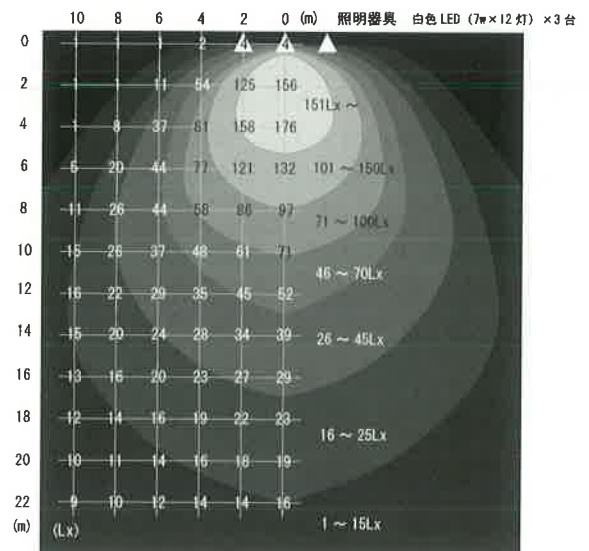 10 8 6 4 2 0 (m) 照明器具 白色LED（7w×12灯）×3台
0 1 1 1 2 4 4
2 1 1 11 54 125 156
151Lx ～
4 1 8 37 61 158 176
6 5 20 44 77 121 132 101 ～ 150Lx
8 11 26 44 58 86 97
71 ～ 100Lx
10 15 26 37 48 61 71
46 ～ 70Lx
12 16 22 29 35 45 52
14 15 20 24 28 34 39 26 ～ 45Lx
16 13 16 20 23 27 29
18 12 14 16 19 22 23
16 ～ 25Lx
20 10 11 14 16 18 19
22 9 10 12 14 14 16
(m) (Lx) 1 ～ 15Lx